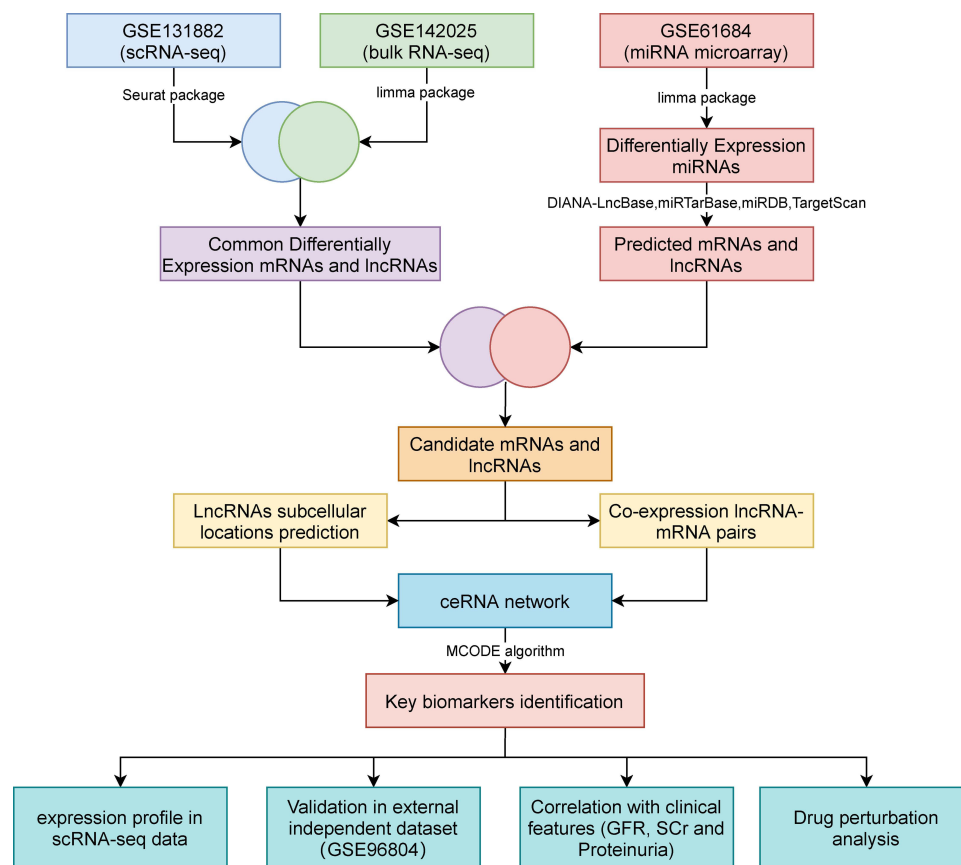 GSE131882
(scRNA-seq)
GSE142025
(bulk RNA-seq)
GSE61684
(miRNA microarray)
Seurat package
limma package
limma package
Differentially Expression
miRNAs
DIANA-LncBase,miRTarBase,miRDB,TargetScan
Common Differentially
Expression mRNAs and lncRNAs
Predicted mRNAs and
lncRNAs
Candidate mRNAs and
lncRNAs
LncRNAs subcellular
locations prediction
Co-expression lncRNA-
mRNA pairs
ceRNA network
MCODE algorithm
Key biomarkers identification
expression profile in
scRNA-seq data
Validation in external
independent dataset
(GSE96804)
Correlation with clinical
features (GFR, SCr and
Proteinuria)
Drug perturbation
analysis